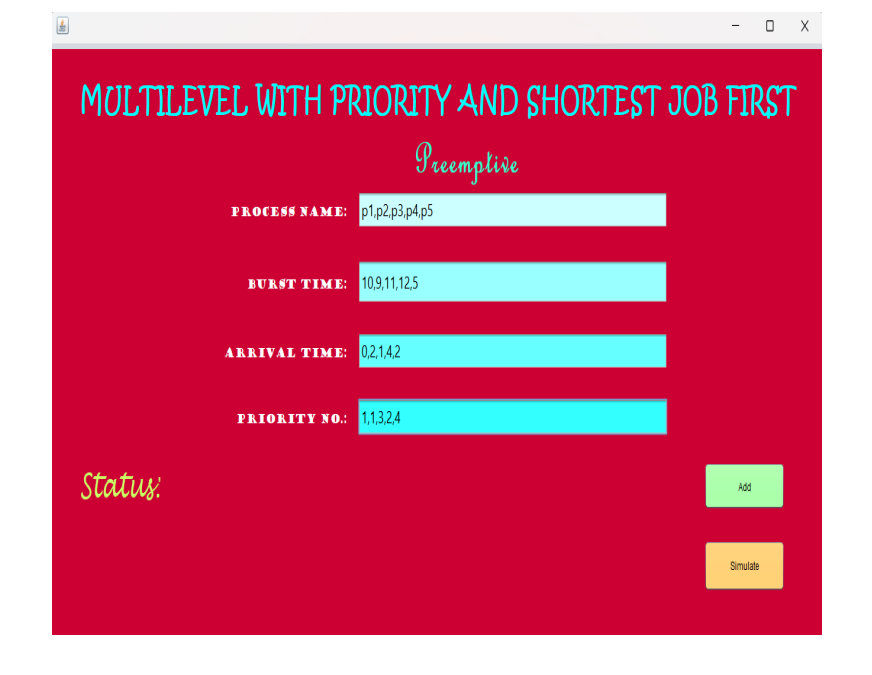 MULTILEVEL WITH PRIORITY AND SHORTEST JOB FIRST
Preemptive
PROCESS NAME: p1,p2,p3,p4,p5
BURST TIME: 10,9,11,12,5
ARRIVAL TIME: 0,2,1,4,2
PRIORITY NO.: 1,1,3,2,4
Status:
Add
Simulate